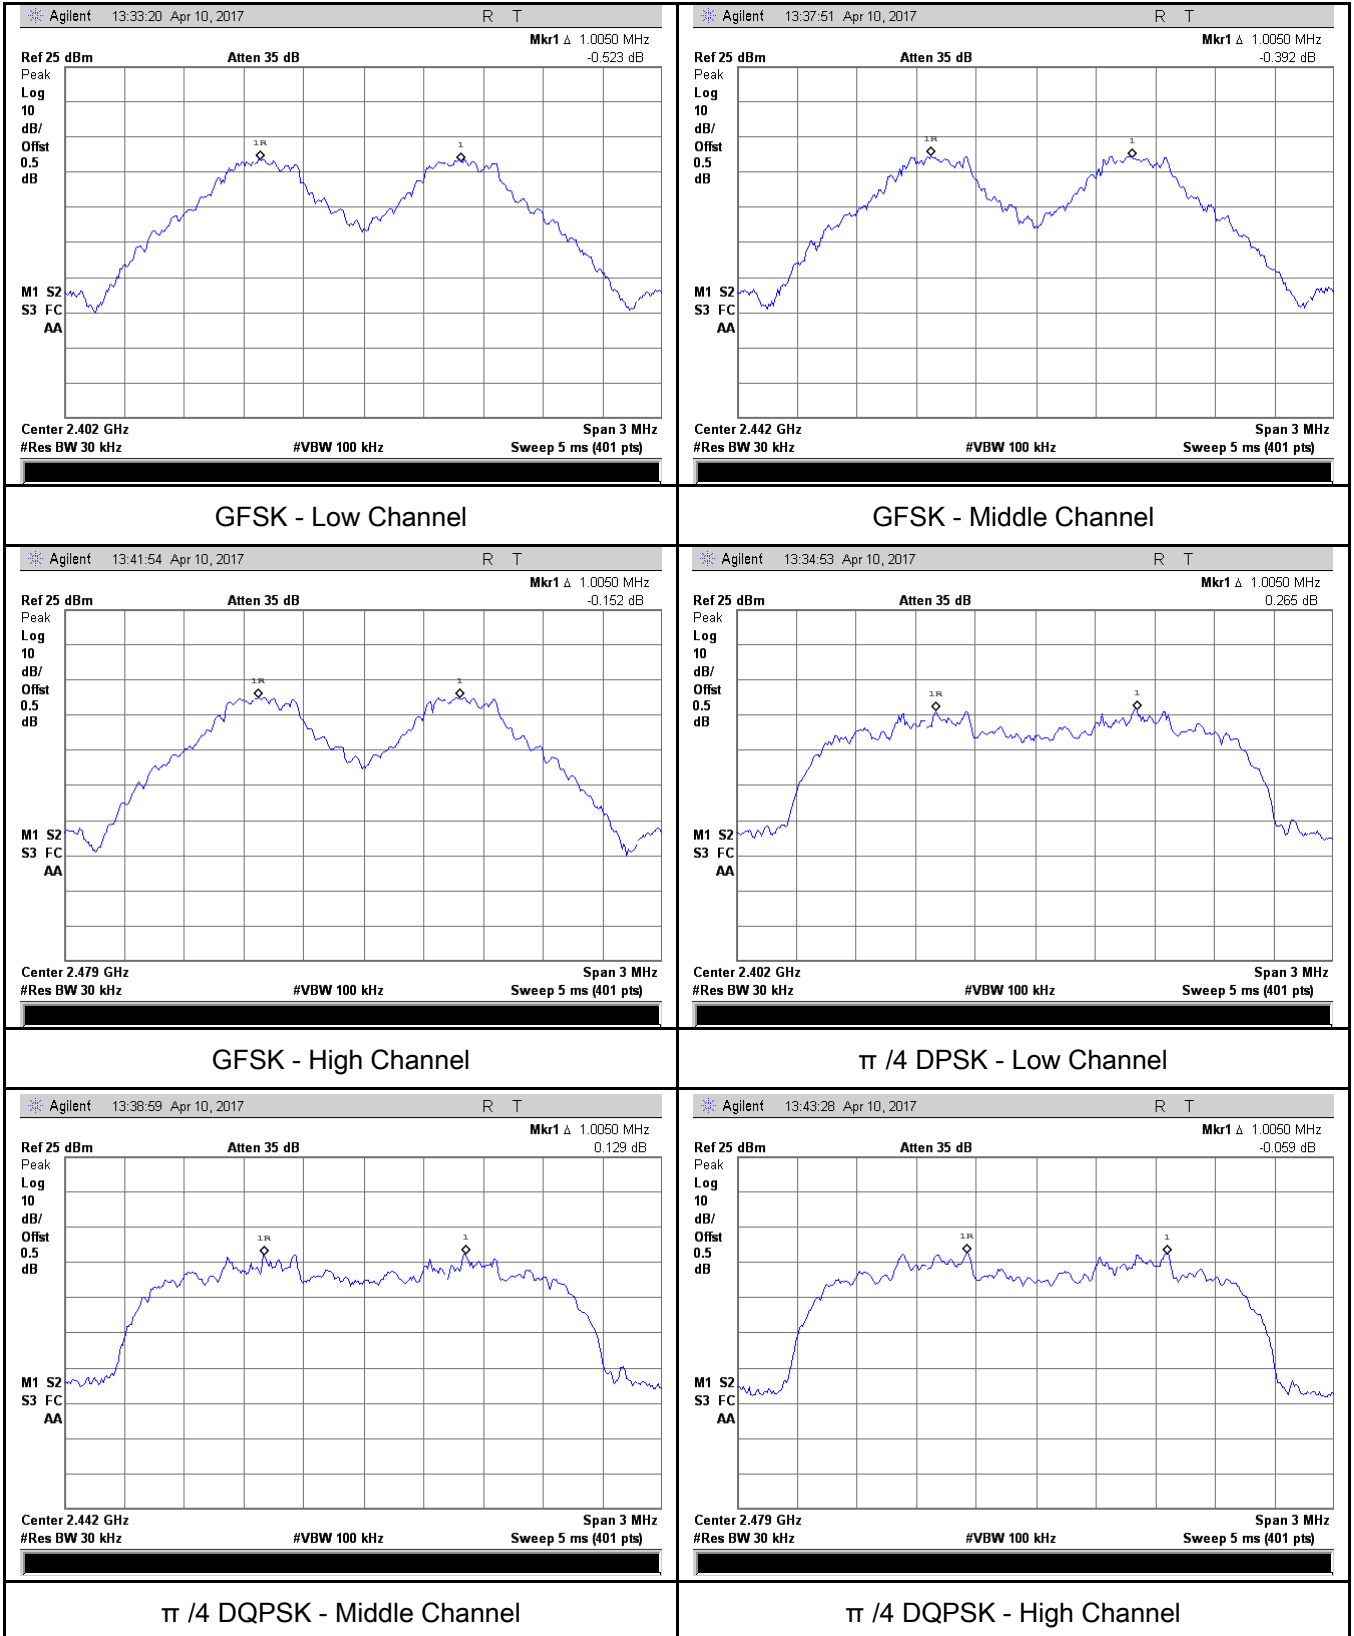 Agilent 13:33:20 Apr 10, 2017 R T
Mkr1 Δ 1.0050 MHz
Ref 25 dBm Atten 35 dB -0.523 dB
Peak
Log
10
dB/
Offst
0.5
dB
1R
1
M1 S2
S3 FC
AA
Center 2.402 GHz Span 3 MHz
#Res BW 30 kHz #VBW 100 kHz Sweep 5 ms (401 pts)
GFSK - Low Channel
Agilent 13:37:51 Apr 10, 2017 R T
Mkr1 Δ 1.0050 MHz
Ref 25 dBm Atten 35 dB -0.392 dB
Peak
Log
10
dB/
Offst
0.5
dB
1R
1
M1 S2
S3 FC
AA
Center 2.442 GHz Span 3 MHz
#Res BW 30 kHz #VBW 100 kHz Sweep 5 ms (401 pts)
GFSK - Middle Channel
Agilent 13:41:54 Apr 10, 2017 R T
Mkr1 Δ 1.0050 MHz
Ref 25 dBm Atten 35 dB -0.152 dB
Peak
Log
10
dB/
Offst
0.5
dB
1R
1
M1 S2
S3 FC
AA
Center 2.479 GHz Span 3 MHz
#Res BW 30 kHz #VBW 100 kHz Sweep 5 ms (401 pts)
GFSK - High Channel
Agilent 13:34:53 Apr 10, 2017 R T
Mkr1 Δ 1.0050 MHz
Ref 25 dBm Atten 35 dB 0.265 dB
Peak
Log
10
dB/
Offst
0.5
dB
1R
1
M1 S2
S3 FC
AA
Center 2.402 GHz Span 3 MHz
#Res BW 30 kHz #VBW 100 kHz Sweep 5 ms (401 pts)
π /4 DPSK - Low Channel
Agilent 13:38:59 Apr 10, 2017 R T
Mkr1 Δ 1.0050 MHz
Ref 25 dBm Atten 35 dB 0.129 dB
Peak
Log
10
dB/
Offst
0.5
dB
1R
1
M1 S2
S3 FC
AA
Center 2.442 GHz Span 3 MHz
#Res BW 30 kHz #VBW 100 kHz Sweep 5 ms (401 pts)
π /4 DQPSK - Middle Channel
Agilent 13:43:28 Apr 10, 2017 R T
Mkr1 Δ 1.0050 MHz
Ref 25 dBm Atten 35 dB -0.059 dB
Peak
Log
10
dB/
Offst
0.5
dB
1R
1
M1 S2
S3 FC
AA
Center 2.479 GHz Span 3 MHz
#Res BW 30 kHz #VBW 100 kHz Sweep 5 ms (401 pts)
π /4 DQPSK - High Channel